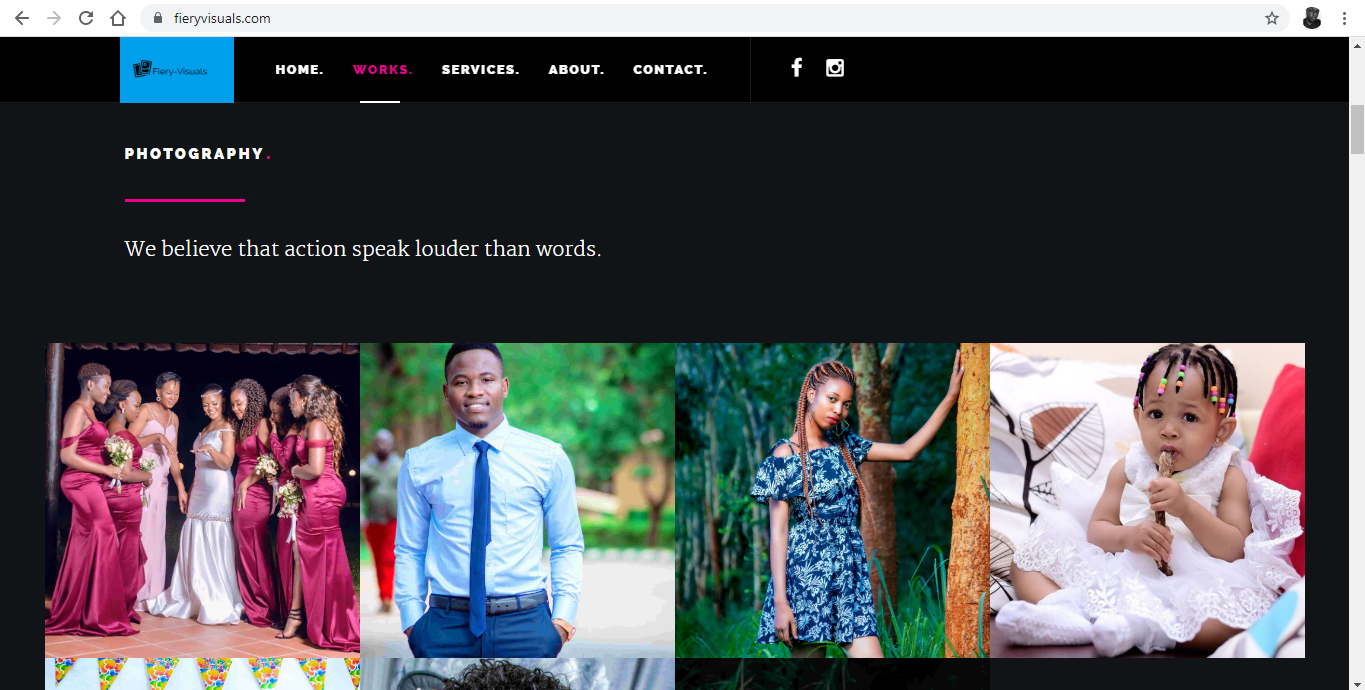 fieryvisuals.com
Fiery-Visuals
HOME. WORKS. SERVICES. ABOUT. CONTACT.
PHOTOGRAPHY.
We believe that action speak louder than words.